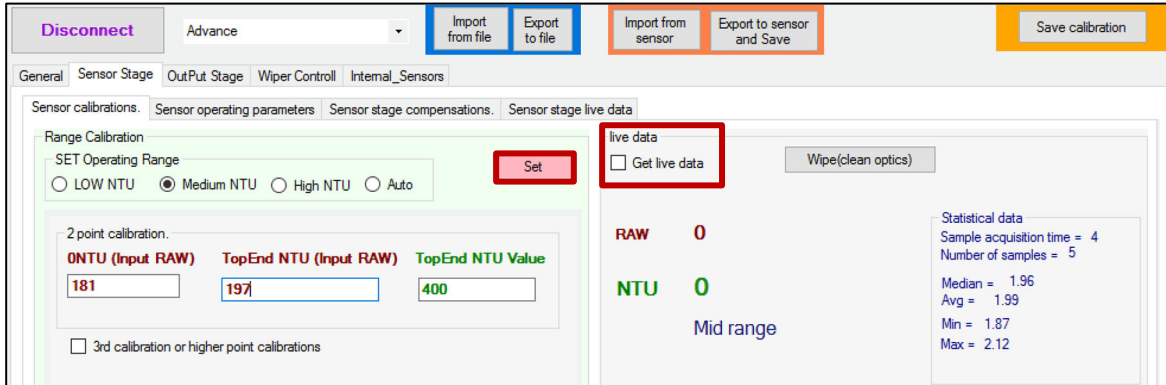 Disconnect
Advance
Import
from file
Export
to file
Import from
sensor
Export to sensor
and Save
Save calibration
General
Sensor Stage
OutPut Stage
Wiper Controll
Internal_Sensors
Sensor calibrations.
Sensor operating parameters
Sensor stage compensations.
Sensor stage live data
Range Calibration
SET Operating Range
LOW NTU
Medium NTU
High NTU
Auto
Set
2 point calibration.
0NTU (Input RAW)
TopEnd NTU (Input RAW)
TopEnd NTU Value
181
197
400
3rd calibration or higher point calibrations
live data
Get live data
Wipe(clean optics)
RAW 0
NTU 0
Mid range
Statistical data
Sample acquisition time = 4
Number of samples = 5
Median = 1.96
Avg = 1.99
Min = 1.87
Max = 2.12